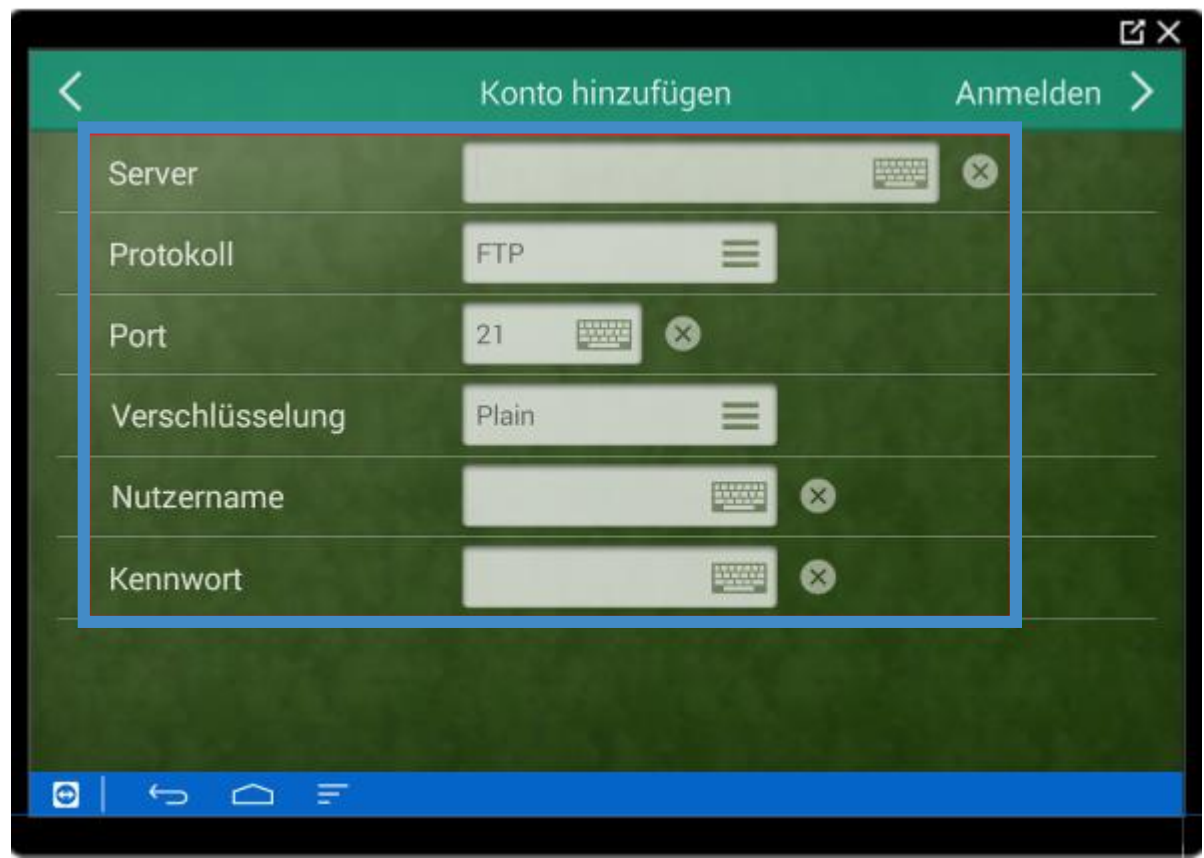 Konto hinzufügen
Anmelden
Server
Protokoll FTP
Port 21
Verschlüsselung Plain
Nutzername
Kennwort